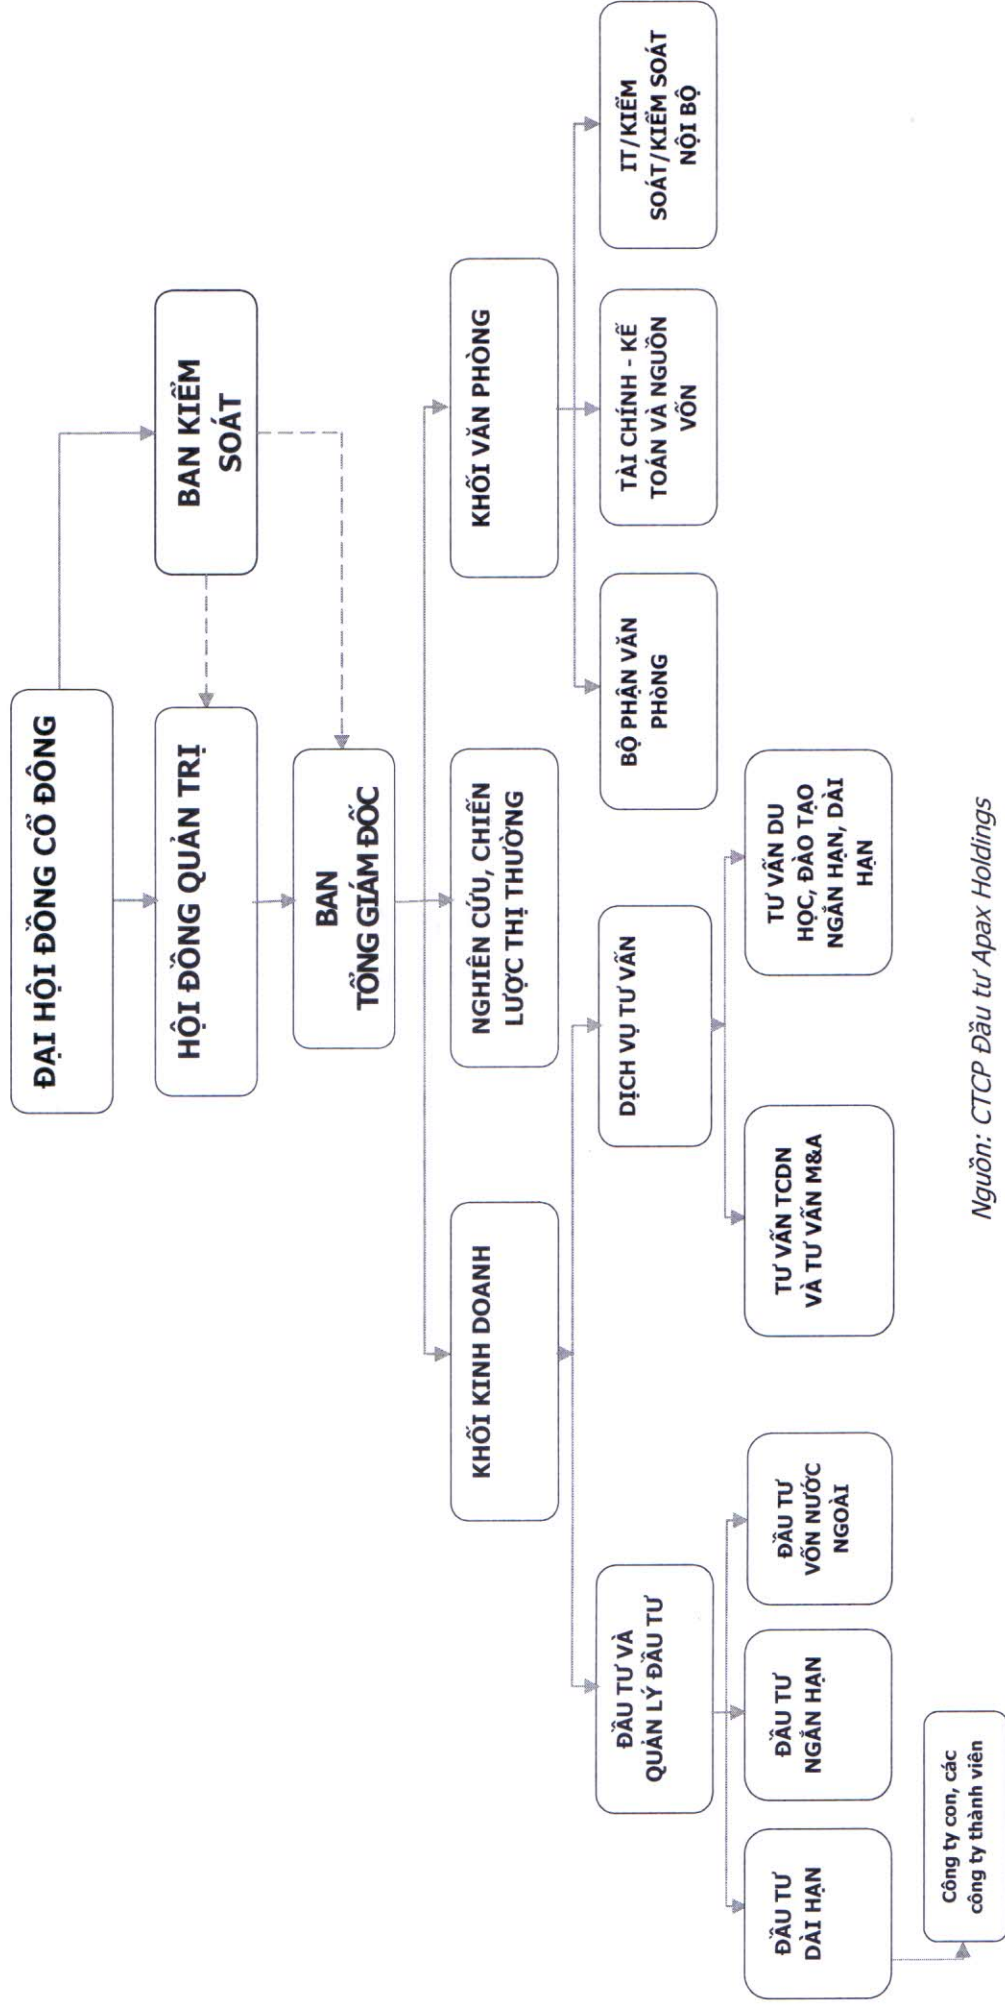 ĐẠI HỘI ĐỒNG CỔ ĐÔNG
BAN KIỂM
SOÁT
HỘI ĐỒNG QUẢN TRỊ
BAN
TỔNG GIÁM ĐỐC
KHỐI KINH DOANH
NGHIÊN CỨU, CHIẾN
LƯỢC THỊ THƯỜNG
KHỐI VĂN PHÒNG
ĐẦU TƯ VÀ
QUẢN LÝ ĐẦU TƯ
DỊCH VỤ TƯ VẤN
BỘ PHẬN VĂN
PHòNG
TÀI CHÍNH - KẾ
TOÁN VÀ NGUỒN
VỐN
IT/KIỂM
SOÁT/KIỂM SOÁT
NỘI BỘ
ĐẦU TƯ
DÀI HẠN
ĐẦU TƯ
NGẮN HẠN
ĐẦU TƯ
VỐN NƯỚC
NGOÀI
TƯ VẤN TCDN
VÀ TƯ VẤN M&A
TƯ VẤN DU
HỌC, ĐÀO TẠO
NGẮN HẠN, DÀI
HẠN
Công ty con, các
công ty thành viên
Nguồn: CTCP Đầu tư Apax Holdings